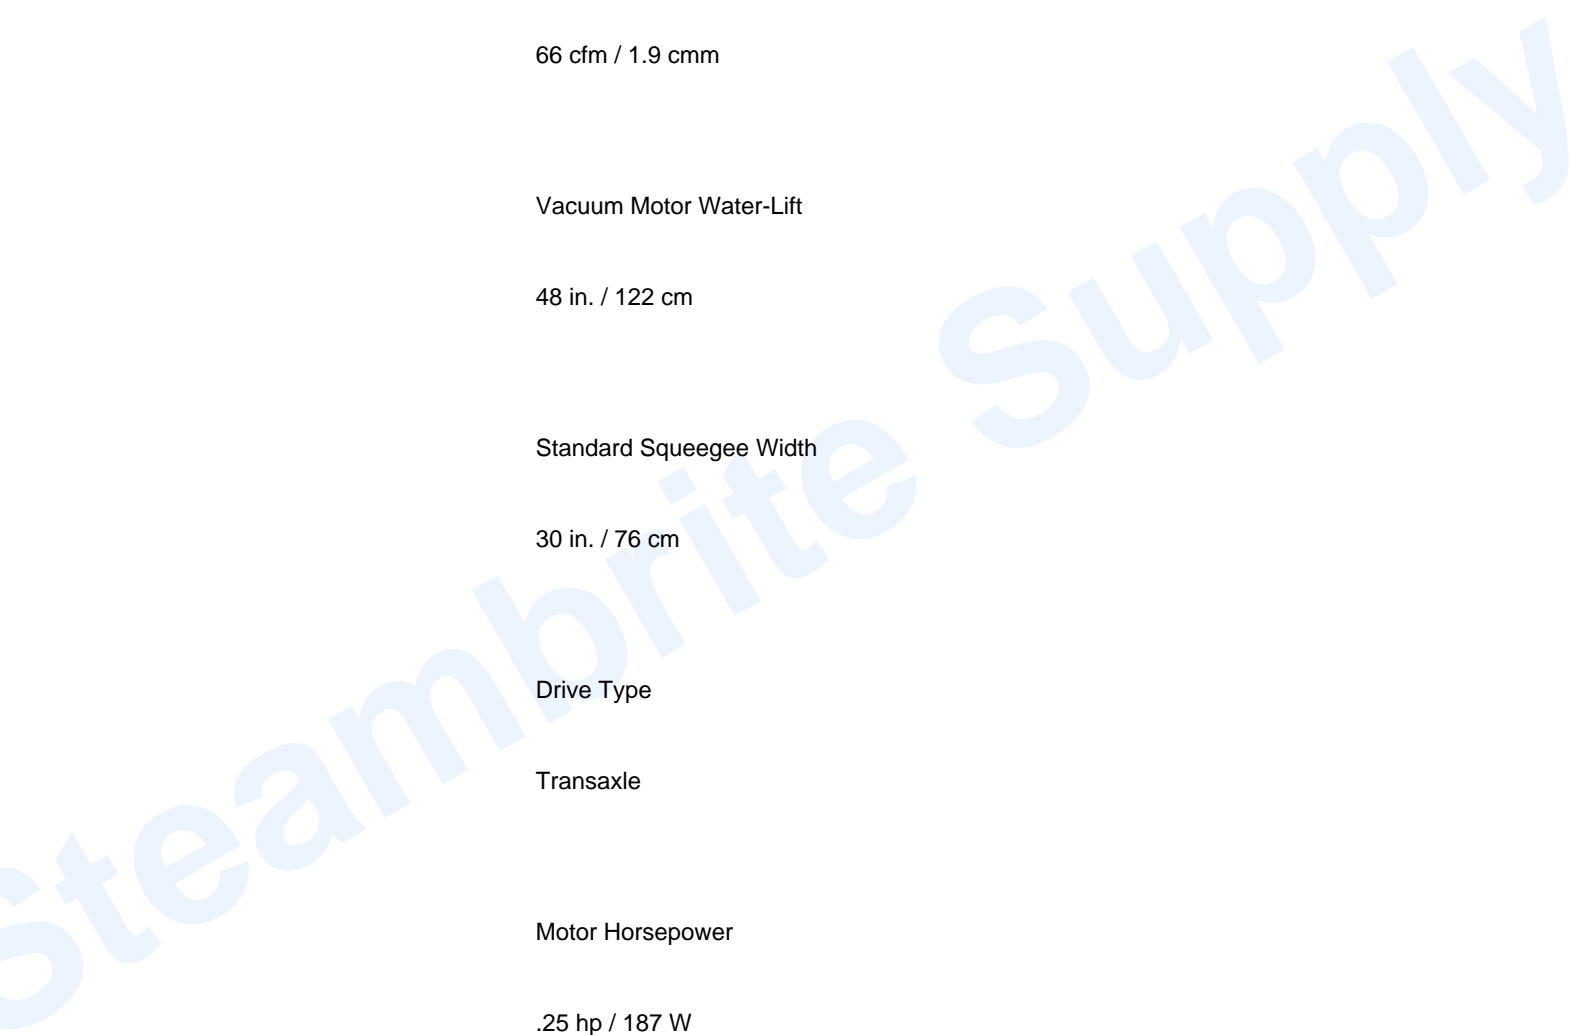 66 cfm / 1.9 cmm
Vacuum Motor Water-Lift
48 in. / 122 cm
Standard Squeegee Width
30 in. / 76 cm
Drive Type
Transaxle
Motor Horsepower
.25 hp / 187 W
Steambrite Supply